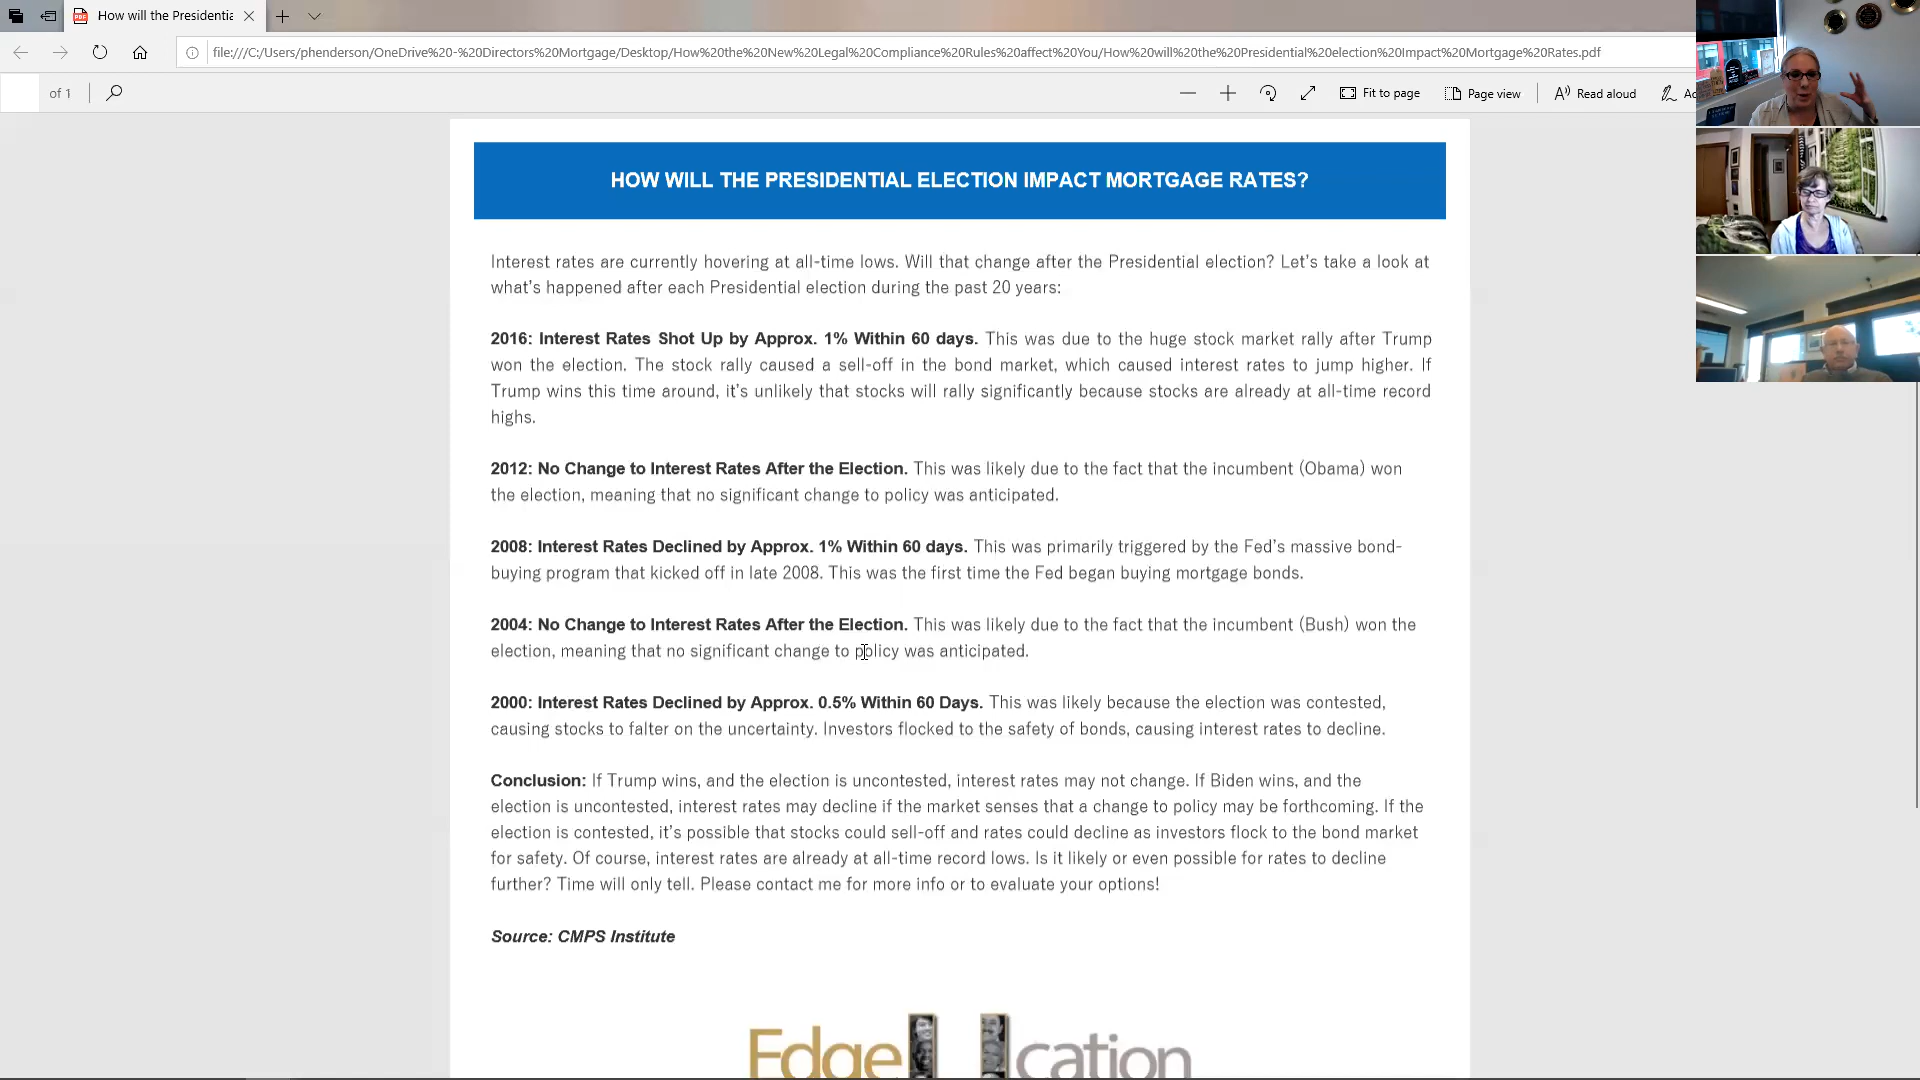 How will the Presidentia
file:///C:/Users/phenderson/OneDrive%20-%20Directors%20Mortgage/Desktop/How%20the%20New%20Legal%20Compliance%20Rules%20affect%20You/How%20will%20the%20Presidential%20election%20Impact%20Mortgage%20Rates.pdf
of 1
Fit to page
Page view
Read aloud
HOW WILL THE PRESIDENTIAL ELECTION IMPACT MORTGAGE RATES?
Interest rates are currently hovering at all-time lows. Will that change after the Presidential election? Let's take a look at
what's happened after each Presidential election during the past 20 years:
2016: Interest Rates Shot Up by Approx. 1% Within 60 days. This was due to the huge stock market rally after Trump
won the election. The stock rally caused a sell-off in the bond market, which caused interest rates to jump higher. If
Trump wins this time around, it's unlikely that stocks will rally significantly because stocks are already at all-time record
highs.
2012: No Change to Interest Rates After the Election. This was likely due to the fact that the incumbent (Obama) won
the election, meaning that no significant change to policy was anticipated.
2008: Interest Rates Declined by Approx. 1% Within 60 days. This was primarily triggered by the Fed's massive bond-
buying program that kicked off in late 2008. This was the first time the Fed began buying mortgage bonds.
2004: No Change to Interest Rates After the Election. This was likely due to the fact that the incumbent (Bush) won the
election, meaning that no significant change to policy was anticipated.
2000: Interest Rates Declined by Approx. 0.5% Within 60 Days. This was likely because the election was contested,
causing stocks to falter on the uncertainty. Investors flocked to the safety of bonds, causing interest rates to decline.
Conclusion: If Trump wins, and the election is uncontested, interest rates may not change. If Biden wins, and the
election is uncontested, interest rates may decline if the market senses that a change to policy may be forthcoming. If the
election is contested, it's possible that stocks could sell-off and rates could decline as investors flock to the bond market
for safety. Of course, interest rates are already at all-time record lows. Is it likely or even possible for rates to decline
further? Time will only tell. Please contact me for more info or to evaluate your options!
Source: CMPS Institute
Edge Ucation